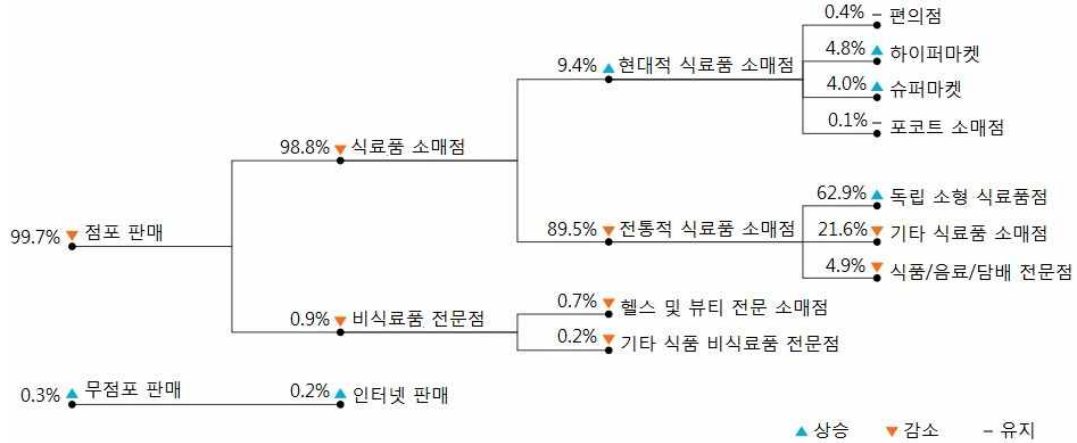 0.4% – 편의점
4.8% ▲ 하이퍼마켓
9.4% ▲ 현대적 식료품 소매점
4.0% ▲ 슈퍼마켓
0.1% – 포코트 소매점
98.8% ▼ 식료품 소매점
62.9% ▲ 독립 소형 식료품점
89.5% ▼ 전통적 식료품 소매점
21.6% ▼ 기타 식료품 소매점
4.9% ▼ 식품/음료/담배 전문점
99.7% ▼ 점포 판매
0.7% ▼ 헬스 및 뷰티 전문 소매점
0.9% ▼ 비식료품 전문점
0.2% ▼ 기타 식품 비식료품 전문점
0.3% ▲ 무점포 판매
0.2% ▲ 인터넷 판매
▲ 상승 ▼ 감소 – 유지